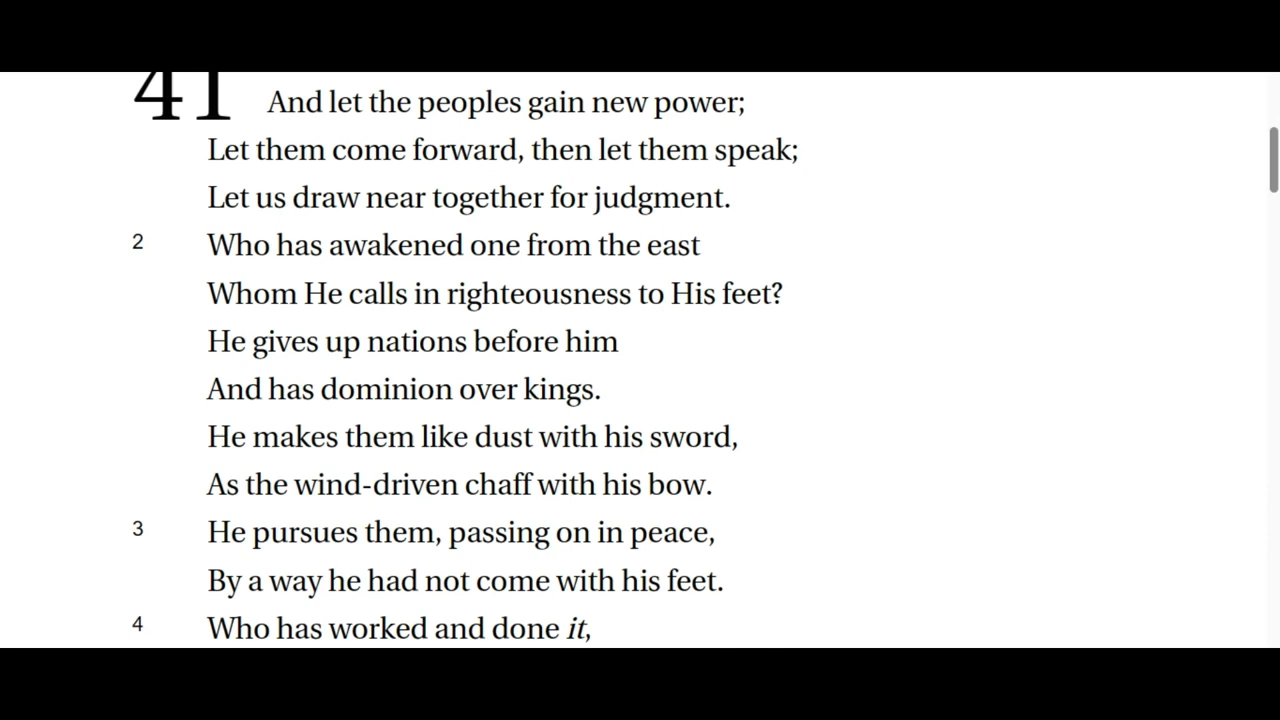 41 And let the peoples gain new power;
Let them come forward, then let them speak;
Let us draw near together for judgment.
2 Who has awakened one from the east
Whom He calls in righteousness to His feet?
He gives up nations before him
And has dominion over kings.
He makes them like dust with his sword,
As the wind-driven chaff with his bow.
3 He pursues them, passing on in peace,
By a way he had not come with his feet.
4 Who has worked and done it,